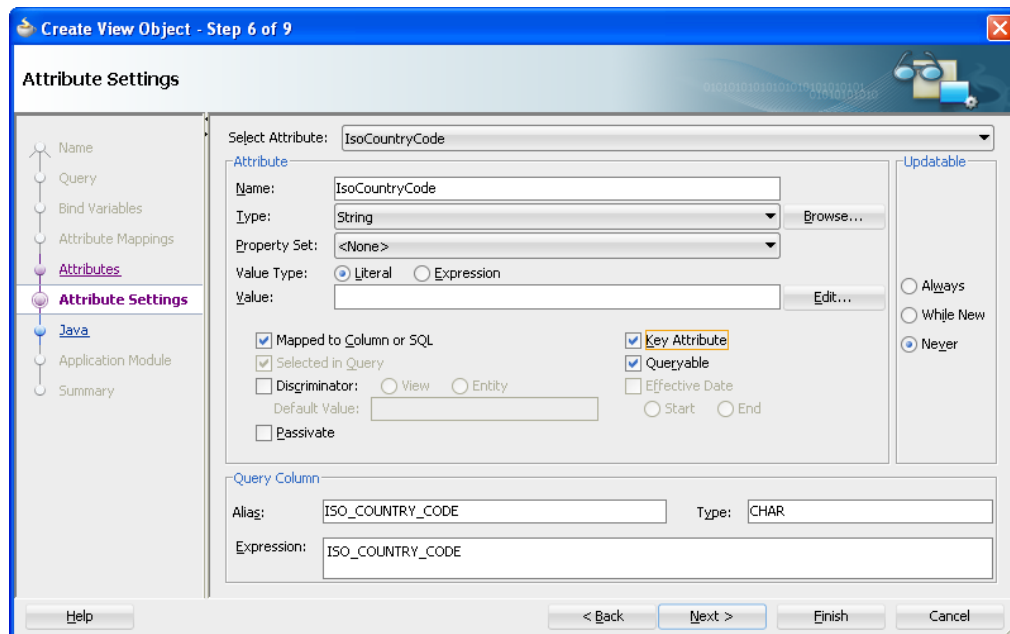 Create View Object - Step 6 of 9
Attribute Settings
0101010101010101010101010101
01010101010
Name
Query
Bind Variables
Attribute Mappings
Attributes
Attribute Settings
Java
Application Module
Summary
Select Attribute: IsoCountryCode
Attribute
Name: IsoCountryCode
Type: String Browse...
Property Set: <None>
Value Type: Literal Expression
Value: Edit...
Mapped to Column or SQL Key Attribute
Selected in Query Queryable
Discriminator: View Entity Effective Date
Default Value: Start End
Passivate
Updatable
Always
While New
Never
Query Column
Alias: ISO_COUNTRY_CODE Type: CHAR
Expression: ISO_COUNTRY_CODE
Help < Back Next > Finish Cancel